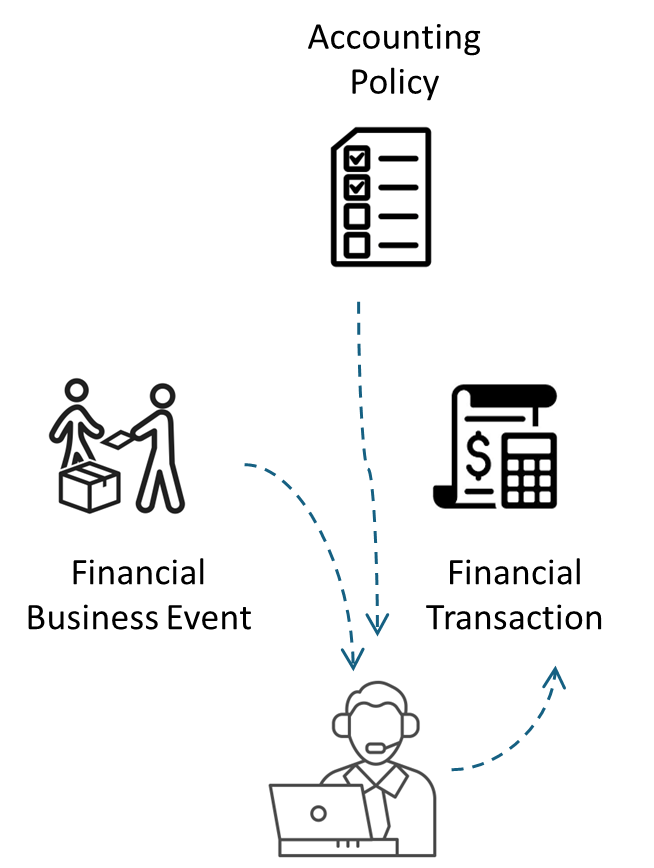 Accounting
Policy
Financial
Business Event
Financial
Transaction
$